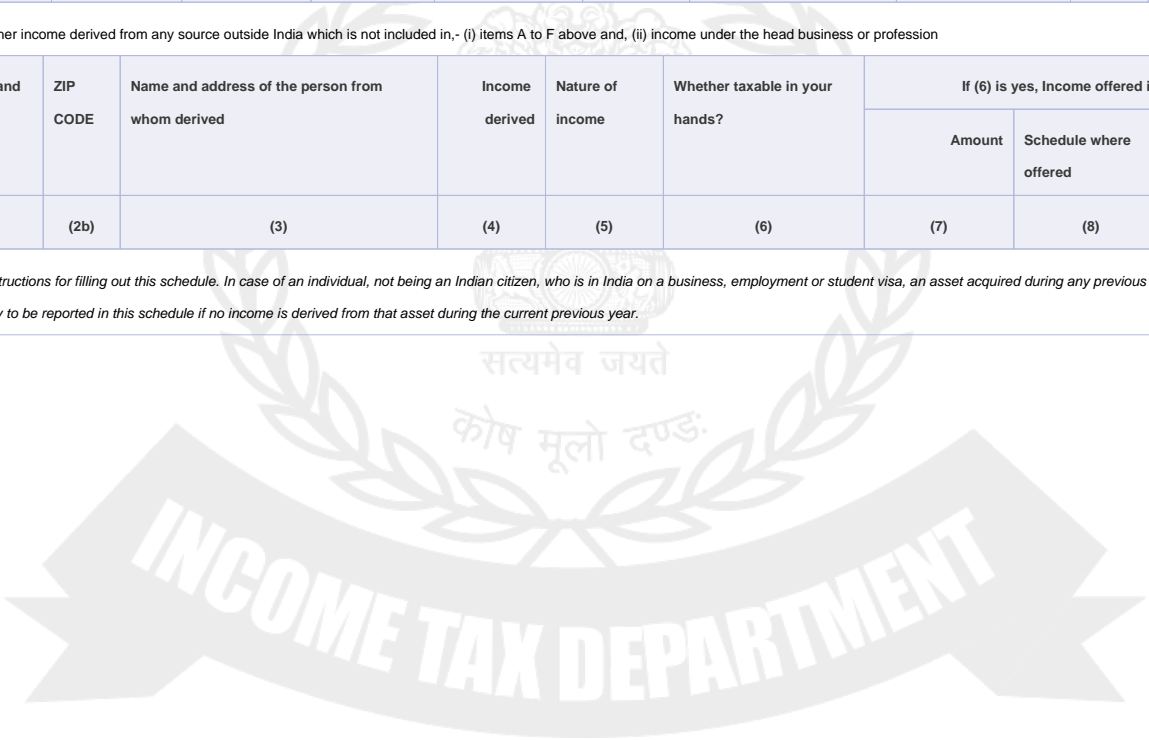 ner income derived from any source outside India which is not included in,- (i) items A to F above and, (ii) income under the head business or profession
and ZIP Name and address of the person from Income Nature of Whether taxable in your If (6) is yes, Income offered i
CODE whom derived derived income hands?
Amount Schedule where
offered
(2b) (3) (4) (5) (6) (7) (8)
tructions for filling out this schedule. In case of an individual, not being an Indian citizen, who is in India on a business, employment or student visa, an asset acquired during any previous
y to be reported in this schedule if no income is derived from that asset during the current previous year.
सत्यमेव जयते
कोष मूलो दण्डः
INCOME TAX DEPARTMENT